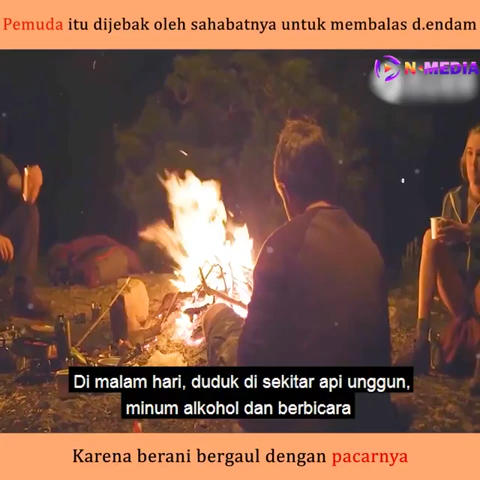 Pemuda itu dijebak oleh sahabatnya untuk membalas d.endam
N-MEDIA
Di malam hari, duduk di sekitar api unggun,
minum alkohol dan berbicara
Karena berani bergaul dengan pacarnya